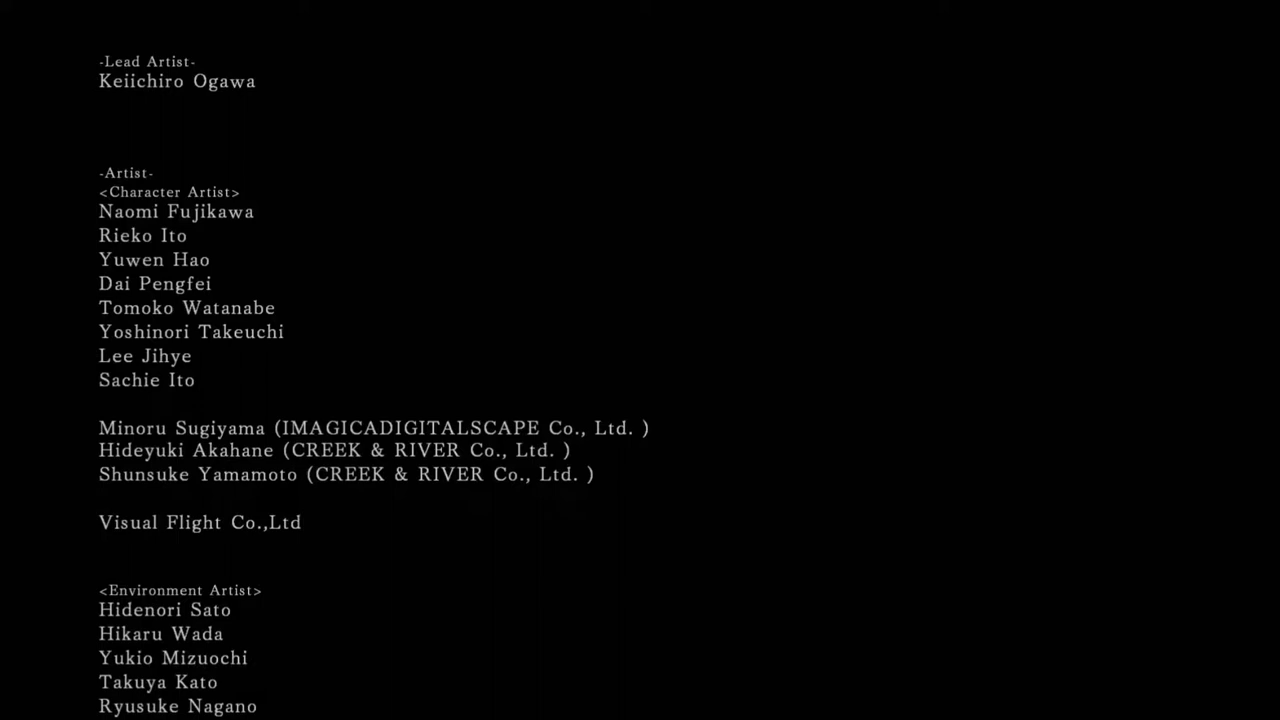 -Lead Artist-
Keiichiro Ogawa
-Artist-
<Character Artist>
Naomi Fujikawa
Rieko Ito
Yuwen Hao
Dai Pengfei
Tomoko Watanabe
Yoshinori Takeuchi
Lee Jihye
Sachie Ito
Minoru Sugiyama (IMAGICADIGITALSCAPE Co., Ltd. )
Hideyuki Akahane (CREEK & RIVER Co., Ltd. )
Shunsuke Yamamoto (CREEK & RIVER Co., Ltd. )
Visual Flight Co.,Ltd
<Environment Artist>
Hidenori Sato
Hikaru Wada
Yukio Mizuochi
Takuya Kato
Ryusuke Nagano